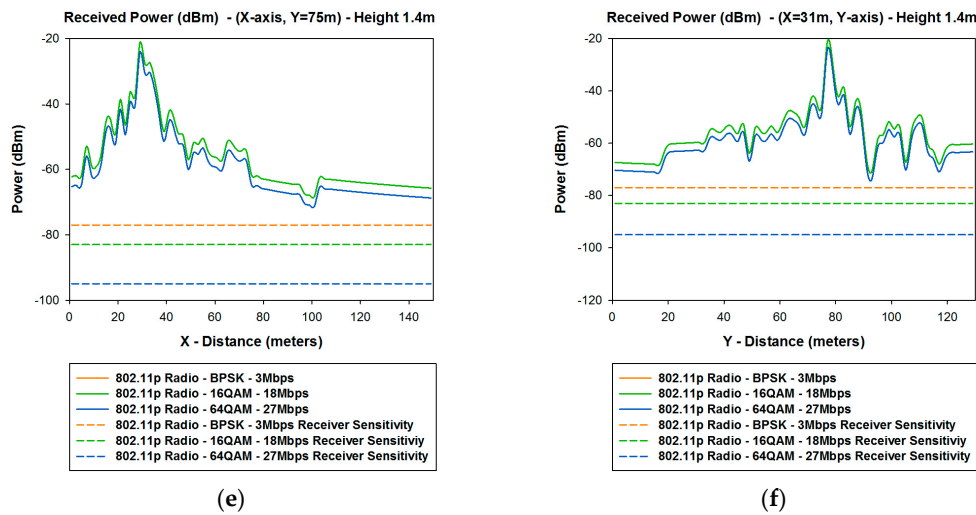 Received Power (dBm) - (X-axis, Y=75m) - Height 1.4m
-20
-40
-60
-80
-100
Power (dBm)
0 20 40 60 80 100 120 140
X - Distance (meters)
802.11p Radio - BPSK - 3Mbps
802.11p Radio - 16QAM - 18Mbps
802.11p Radio - 64QAM - 27Mbps
802.11p Radio - BPSK - 3Mbps Receiver Sensitiviy
802.11p Radio - 16QAM - 18Mbps Receiver Sensitiviy
802.11p Radio - 64QAM - 27Mbps Receiver Sensitiviy
(e)
Received Power (dBm) - (X=31m, Y-axis) - Height 1.4m
-20
-40
-60
-80
-100
-120
Power (dBm)
0 20 40 60 80 100 120
Y - Distance (meters)
802.11p Radio - BPSK - 3Mbps
802.11p Radio - 16QAM - 18Mbps
802.11p Radio - 64QAM - 27Mbps
802.11p Radio - BPSK - 3Mbps Receiver Sensitiviy
802.11p Radio - 16QAM - 18Mbps Receiver Sensitiviy
802.11p Radio - 64QAM - 27Mbps Receiver Sensitiviy
(f)